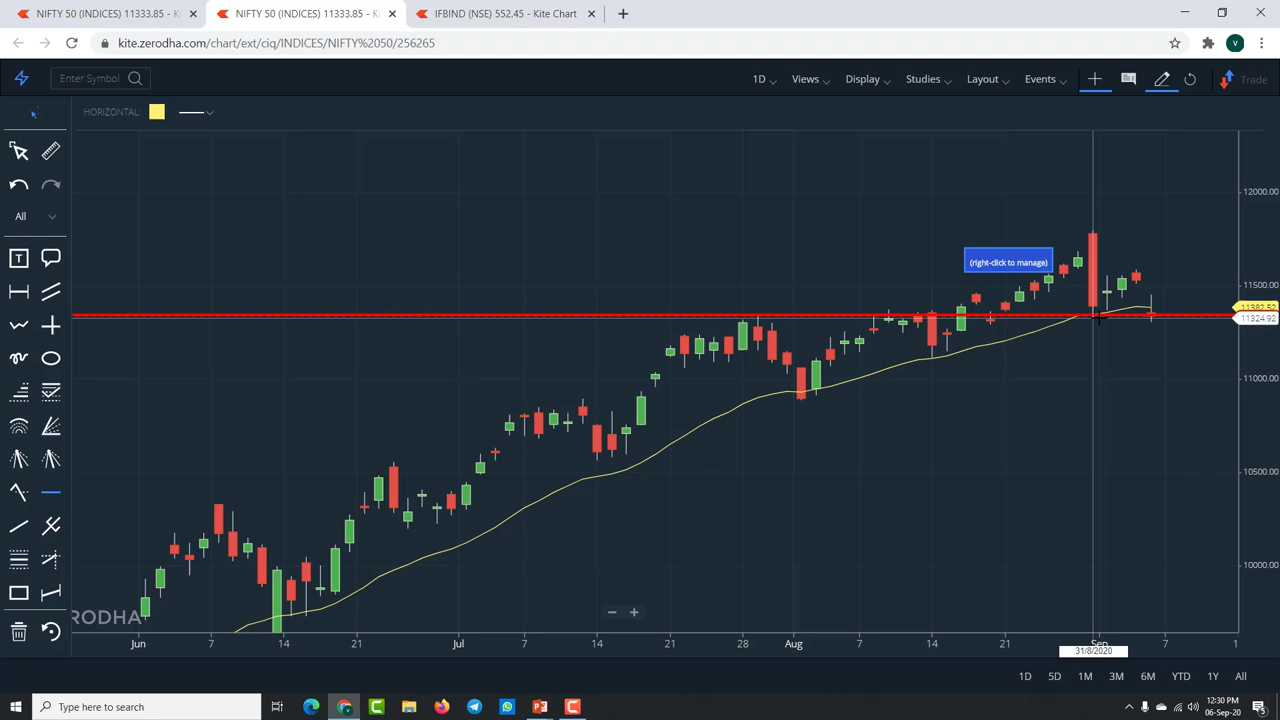 NIFTY 50 (INDICES) 11333.85 - K
NIFTY 50 (INDICES) 11333.85 - K
IFBIND (NSE) 552.45 - Kite Chart
kite.zerodha.com/chart/ext/ciq/INDICES/NIFTY%2050/256265
V
Enter Symbol
1D
Views
Display
Studies
Layout
Events
Trade
HORIZONTAL
All
T
(right-click to manage)
12000.00
11500.00
11382.52
11324.92
11000.00
10500.00
10000.00
RODHA
Jun
7
14
21
Jul
7
14
21
28
Aug
7
14
21
Sep
7
1
31/8/2020
1D
5D
1M
3M
6M
YTD
1Y
All
Type here to search
12:30 PM
06-Sep-20